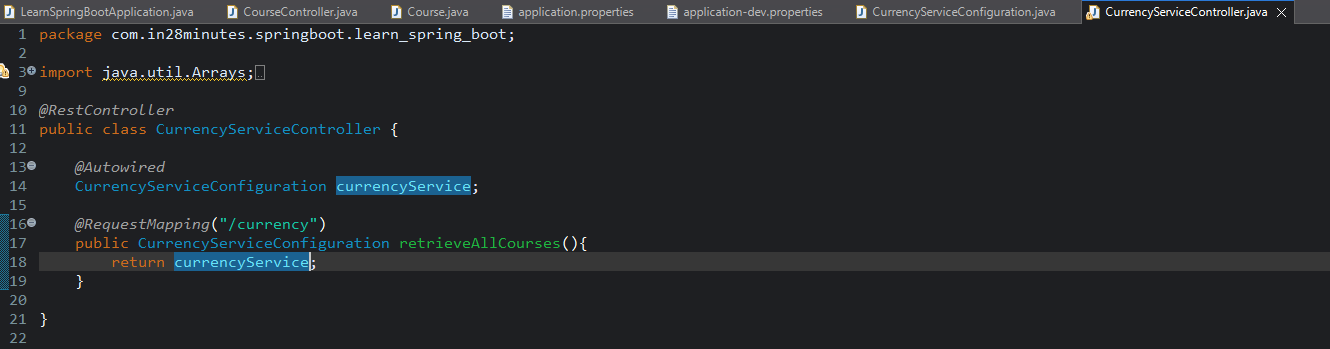 LearnSpringBootApplication.java CourseController.java Course.java application.properties application-dev.properties CurrencyServiceConfiguration.java CurrencyServiceController.java
1 package com.in28minutes.springboot.learn_spring_boot;
2
3 import java.util.Arrays;
9
10 @RestController
11 public class CurrencyServiceController {
12
13 @Autowired
14 CurrencyServiceConfiguration currencyService;
15
16 @RequestMapping("/currency")
17 public CurrencyServiceConfiguration retrieveAllCourses(){
18 return currencyService;
19 }
20
21 }
22